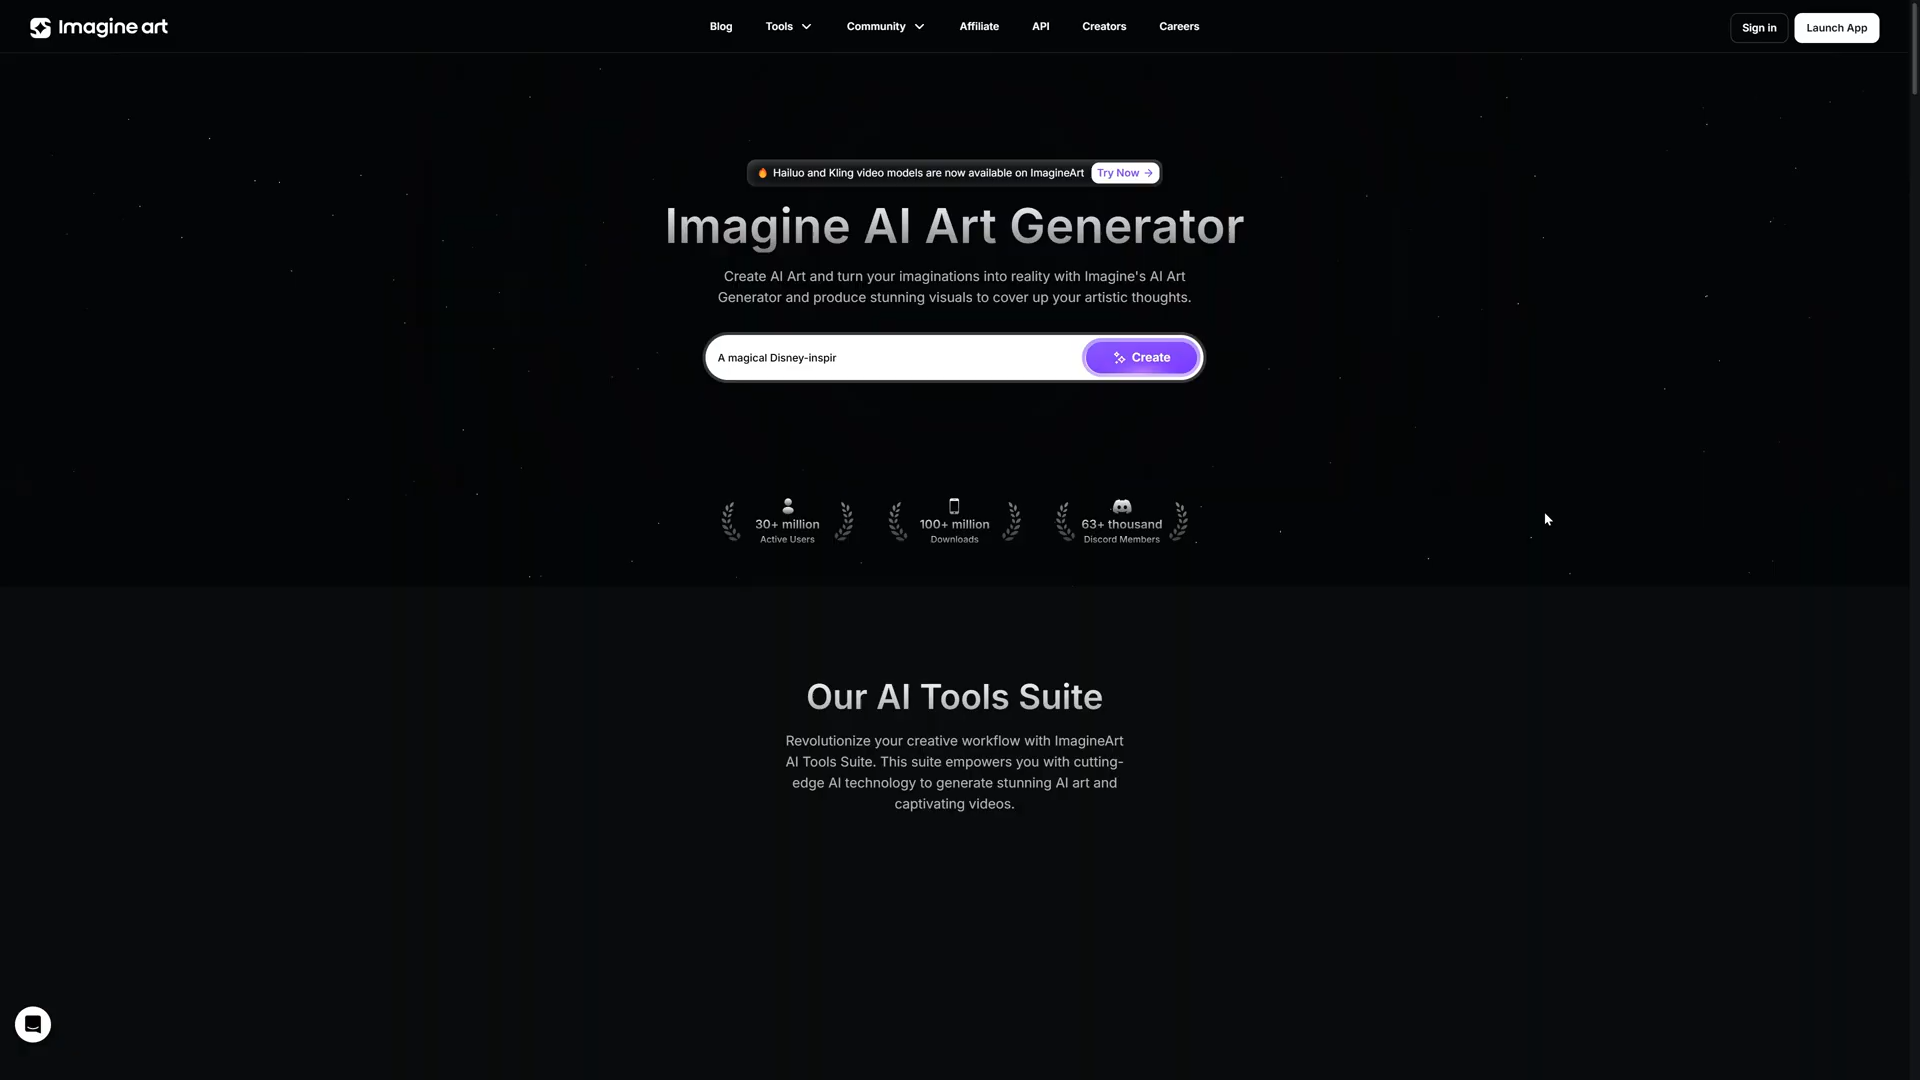 Imagine art
Blog
Tools
Community
Affiliate
API
Creators
Careers
Sign in
Launch App
Hailuo and Kling video models are now available on ImagineArt
Try Now
Imagine AI Art Generator
Create AI Art and turn your imaginations into reality with Imagine's AI Art
Generator and produce stunning visuals to cover up your artistic thoughts.
A magical Disney-inspir
Create
30+ million
Active Users
100+ million
Downloads
63+ thousand
Discord Members
Our AI Tools Suite
Revolutionize your creative workflow with ImagineArt
AI Tools Suite. This suite empowers you with cutting-
edge AI technology to generate stunning AI art and
captivating videos.